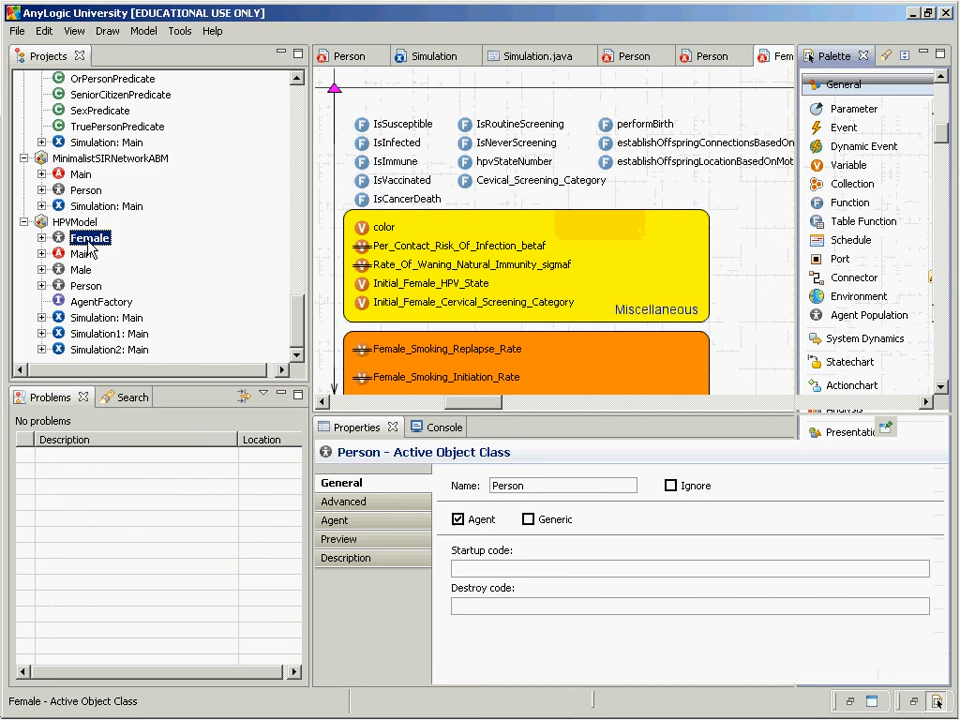 AnyLogic University [EDUCATIONAL USE ONLY]
File Edit View Draw Model Tools Help
Projects
OrPersonPredicate
SeniorCitizenPredicate
SexPredicate
TruePersonPredicate
Simulation: Main
MinimalistSIRNetworkABM
Main
Person
Simulation: Main
HPVModel
Female
Main
Male
Person
AgentFactory
Simulation: Main
Simulation1: Main
Simulation2: Main
Problems Search
No problems
Description Location
Person Simulation Simulation.java Person Person Fem
IsSusceptible IsRoutineScreening performBirth
IsInfected IsNeverScreening establishOffspringConnectionsBasedOn
IsImmune hpvStateNumber establishOffspringLocationBasedOnMot
IsVaccinated Cevical_Screening_Category
IsCancerDeath
color
Per_Contact_Risk_Of_Infection_betaf
Rate_Of_Waning_Natural_Immunity_sigmaf
Initial_Female_HPV_State
Initial_Female_Cervical_Screening_Category
Miscellaneous
Female_Smoking_Replapse_Rate
Female_Smoking_Initiation_Rate
Palette
General
Parameter
Event
Dynamic Event
Variable
Collection
Function
Table Function
Schedule
Port
Connector
Environment
Agent Population
System Dynamics
Statechart
Actionchart
Presentatic
Properties Console
Person - Active Object Class
General
Advanced
Agent
Preview
Description
Name: Person Ignore
Agent Generic
Startup code:
Destroy code:
Female - Active Object Class